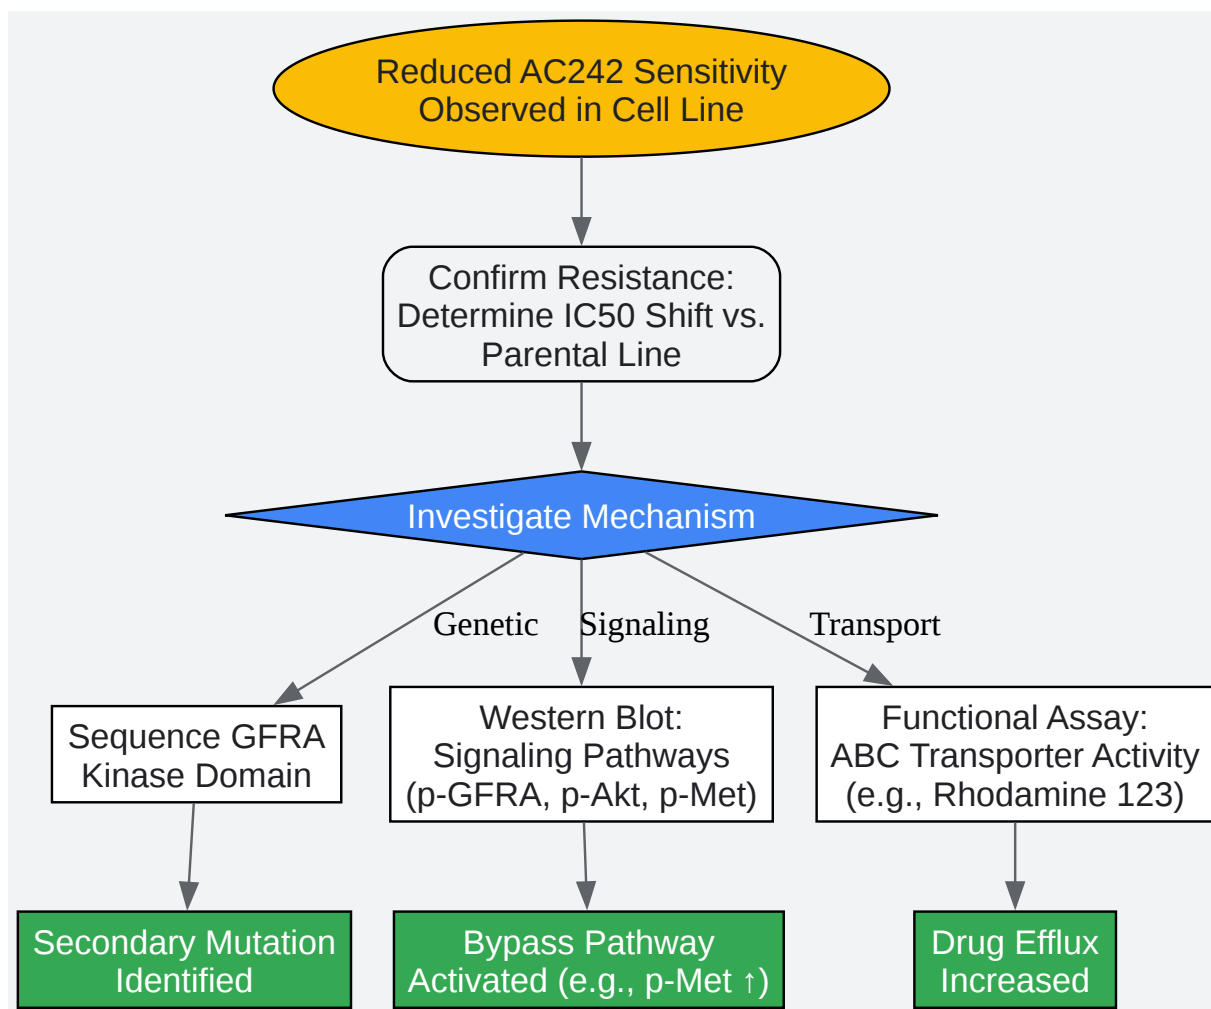 Reduced AC242 Sensitivity
Observed in Cell Line
Confirm Resistance:
Determine IC50 Shift vs.
Parental Line
Investigate Mechanism
Genetic
Signaling
Transport
Sequence GFRA
Kinase Domain
Western Blot:
Signaling Pathways
(p-GFRA, p-Akt, p-Met)
Functional Assay:
ABC Transporter Activity
(e.g., Rhodamine 123)
Secondary Mutation
Identified
Bypass Pathway
Activated (e.g., p-Met ↑)
Drug Efflux
Increased